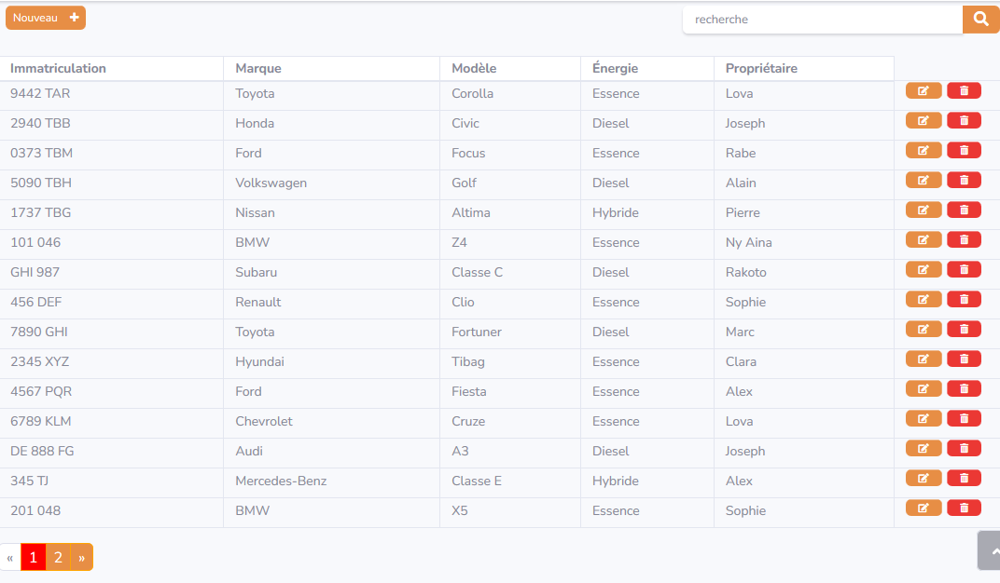 Nouveau +
recherche
Immatriculation Marque Modèle Énergie Propriétaire
9442 TAR Toyota Corolla Essence Lova
2940 TBB Honda Civic Diesel Joseph
0373 TBM Ford Focus Essence Rabe
5090 TBH Volkswagen Golf Diesel Alain
1737 TBG Nissan Altima Hybride Pierre
101 046 BMW Z4 Essence Ny Aina
GHI 987 Subaru Classe C Diesel Rakoto
456 DEF Renault Clio Essence Sophie
7890 GHI Toyota Fortuner Diesel Marc
2345 XYZ Hyundai Tibag Essence Clara
4567 PQR Ford Fiesta Essence Alex
6789 KLM Chevrolet Cruze Essence Lova
DE 888 FG Audi A3 Diesel Joseph
345 TJ Mercedes-Benz Classe E Hybride Alex
201 048 BMW X5 Essence Sophie
« 1 2 »